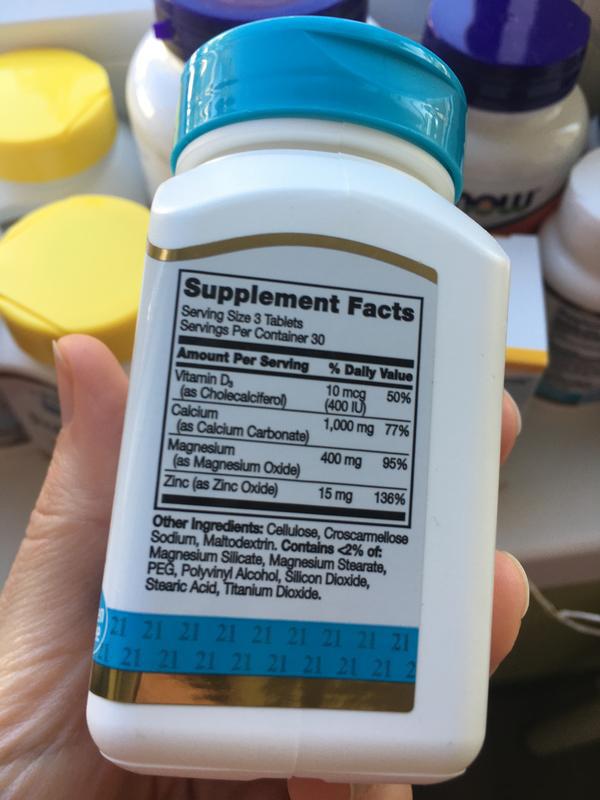 now
Supplement Facts
Serving Size 3 Tablets
Servings Per Container 30
Amount Per Serving % Daily Value
Vitamin D₃ 10 mcg 50%
(as Cholecalciferol) (400 IU)
Calcium 1,000 mg 77%
(as Calcium Carbonate)
Magnesium 400 mg 95%
(as Magnesium Oxide)
Zinc (as Zinc Oxide) 15 mg 136%
Other Ingredients: Cellulose, Croscarmellose
Sodium, Maltodextrin. Contains <2% of:
Magnesium Silicate, Magnesium Stearate,
PEG, Polyvinyl Alcohol, Silicon Dioxide,
Stearic Acid, Titanium Dioxide.
21 21 21 21 21 21 21 21
21 21 21 21 21 21 21 21 2